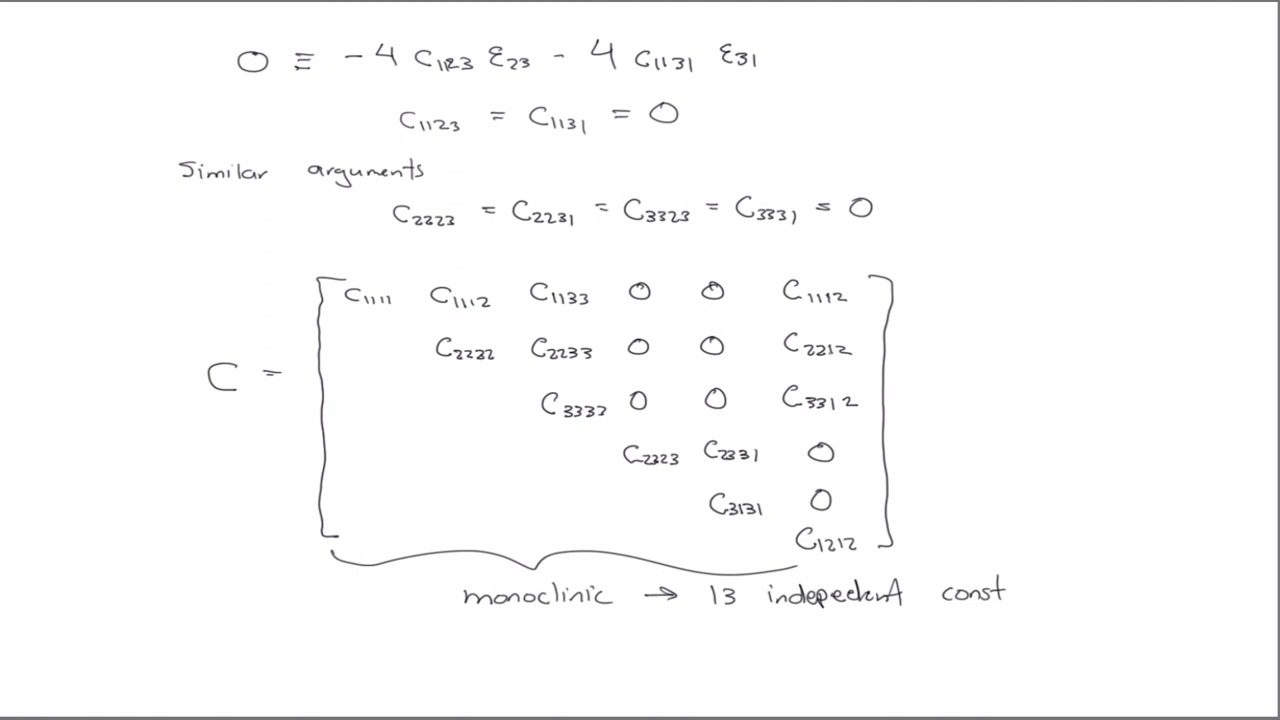 0 ≡ -4 C₁₁₂₃ ε₂₃ - 4 C₁₁₃₁ ε₃₁
C₁₁₂₃ = C₁₁₃₁ = 0
Similar arguments
C₂₂₂₃ = C₂₂₃₁ = C₃₃₂₃ = C₃₃₃₁ = 0
C₁₁₁₁ C₁₁₁₂ C₁₁₃₃ 0 0 C₁₁₁₂
C₂₂₂₂ C₂₂₃₃ 0 0 C₂₂₁₂
C =
C₃₃₃₃ 0 0 C₃₃₁₂
C₂₃₂₃ C₂₃₃₁ 0
C₃₁₃₁ 0
C₁₂₁₂
monoclinic → 13 indepedent const